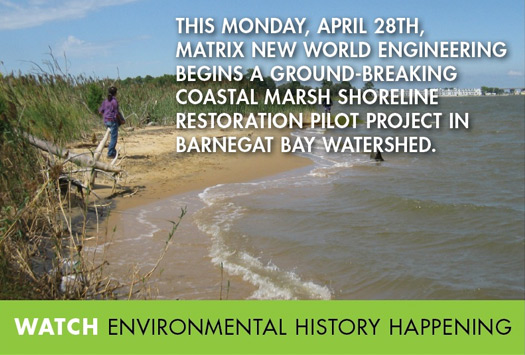 THIS MONDAY, APRIL 28TH,
MATRIX NEW WORLD ENGINEERING
BEGINS A GROUND-BREAKING
COASTAL MARSH SHORELINE
RESTORATION PILOT PROJECT IN
BARNEGAT BAY WATERSHED.
WATCH ENVIRONMENTAL HISTORY HAPPENING